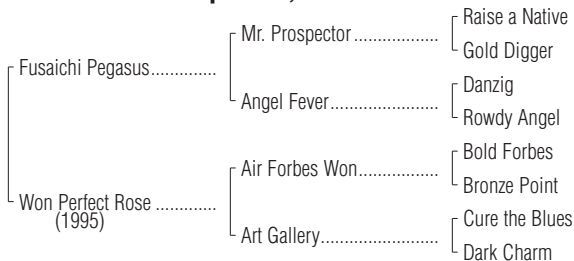 Raise a Native
Mr. Prospector..................
Gold Digger
Fusaichi Pegasus..............
Danzig
Angel Fever.......................
Rowdy Angel
Bold Forbes
Air Forbes Won.................
Bronze Point
Won Perfect Rose .............
(1995)
Cure the Blues
Art Gallery.........................
Dark Charm